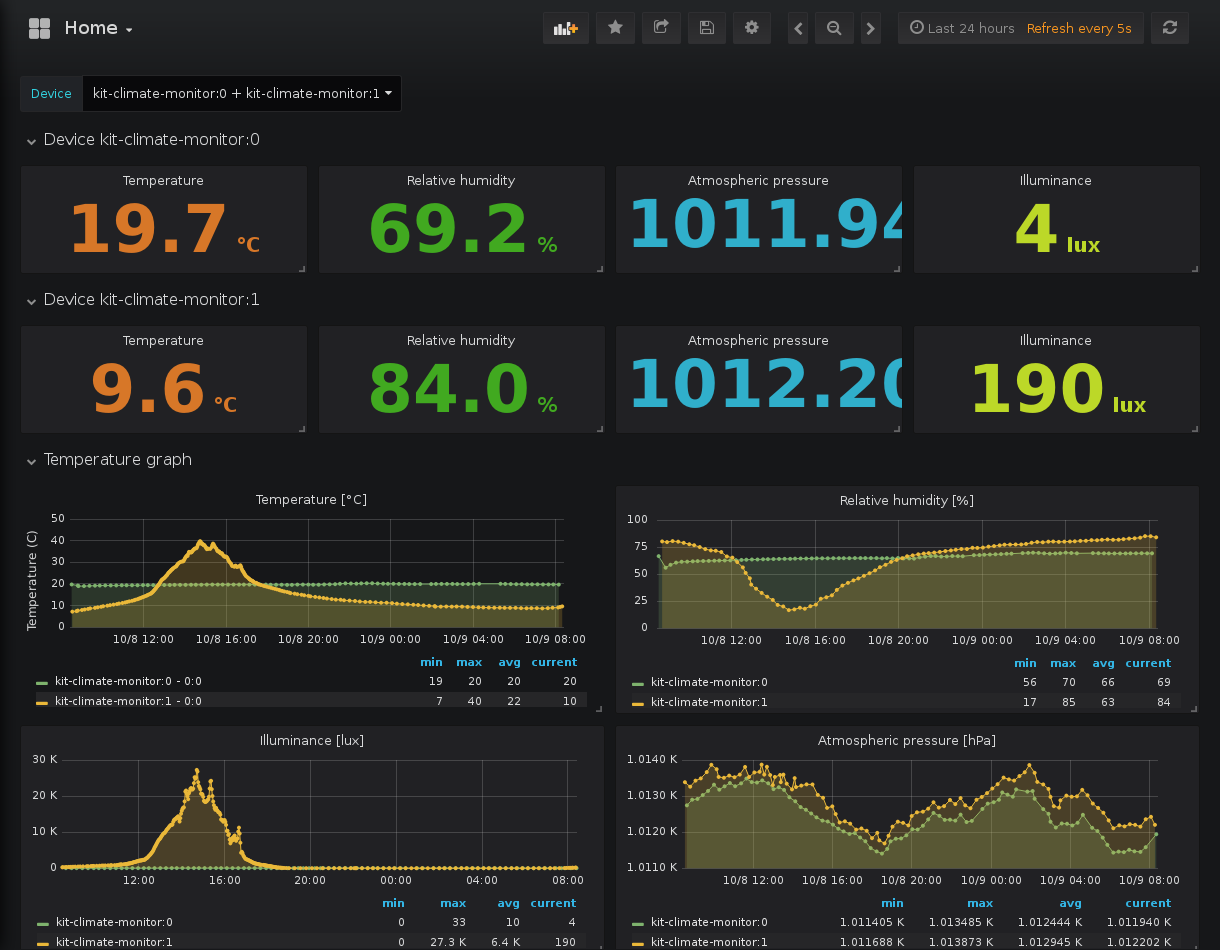 Home
Last 24 hours Refresh every 5s
Device kit-climate-monitor:0 + kit-climate-monitor:1
Device kit-climate-monitor:0
Temperature Relative humidity Atmospheric pressure Illuminance
19.7 °C 69.2 % 1011.94 4 lux
Device kit-climate-monitor:1
Temperature Relative humidity Atmospheric pressure Illuminance
9.6 °C 84.0 % 1012.20 190 lux
Temperature graph
Temperature [°C]
Temperature (C)
50
40
30
20
10
0
10/8 12:00 10/8 16:00 10/8 20:00 10/9 00:00 10/9 04:00 10/9 08:00
min max avg current
kit-climate-monitor:0 - 0:0 19 20 20 20
kit-climate-monitor:1 - 0:0 7 40 22 10
Relative humidity [%]
100
75
50
25
0
10/8 12:00 10/8 16:00 10/8 20:00 10/9 00:00 10/9 04:00 10/9 08:00
min max avg current
kit-climate-monitor:0 56 70 66 69
kit-climate-monitor:1 17 85 63 84
Illuminance [lux]
30 K
20 K
10 K
0
12:00 16:00 20:00 00:00 04:00 08:00
min max avg current
kit-climate-monitor:0 0 33 10 4
kit-climate-monitor:1 0 27.3 K 6.4 K 190
Atmospheric pressure [hPa]
1.0140 K
1.0130 K
1.0120 K
1.0110 K
10/8 12:00 10/8 16:00 10/8 20:00 10/9 00:00 10/9 04:00 10/9 08:00
min max avg current
kit-climate-monitor:0 1.011405 K 1.013485 K 1.012444 K 1.011940 K
kit-climate-monitor:1 1.011688 K 1.013873 K 1.012945 K 1.012202 K